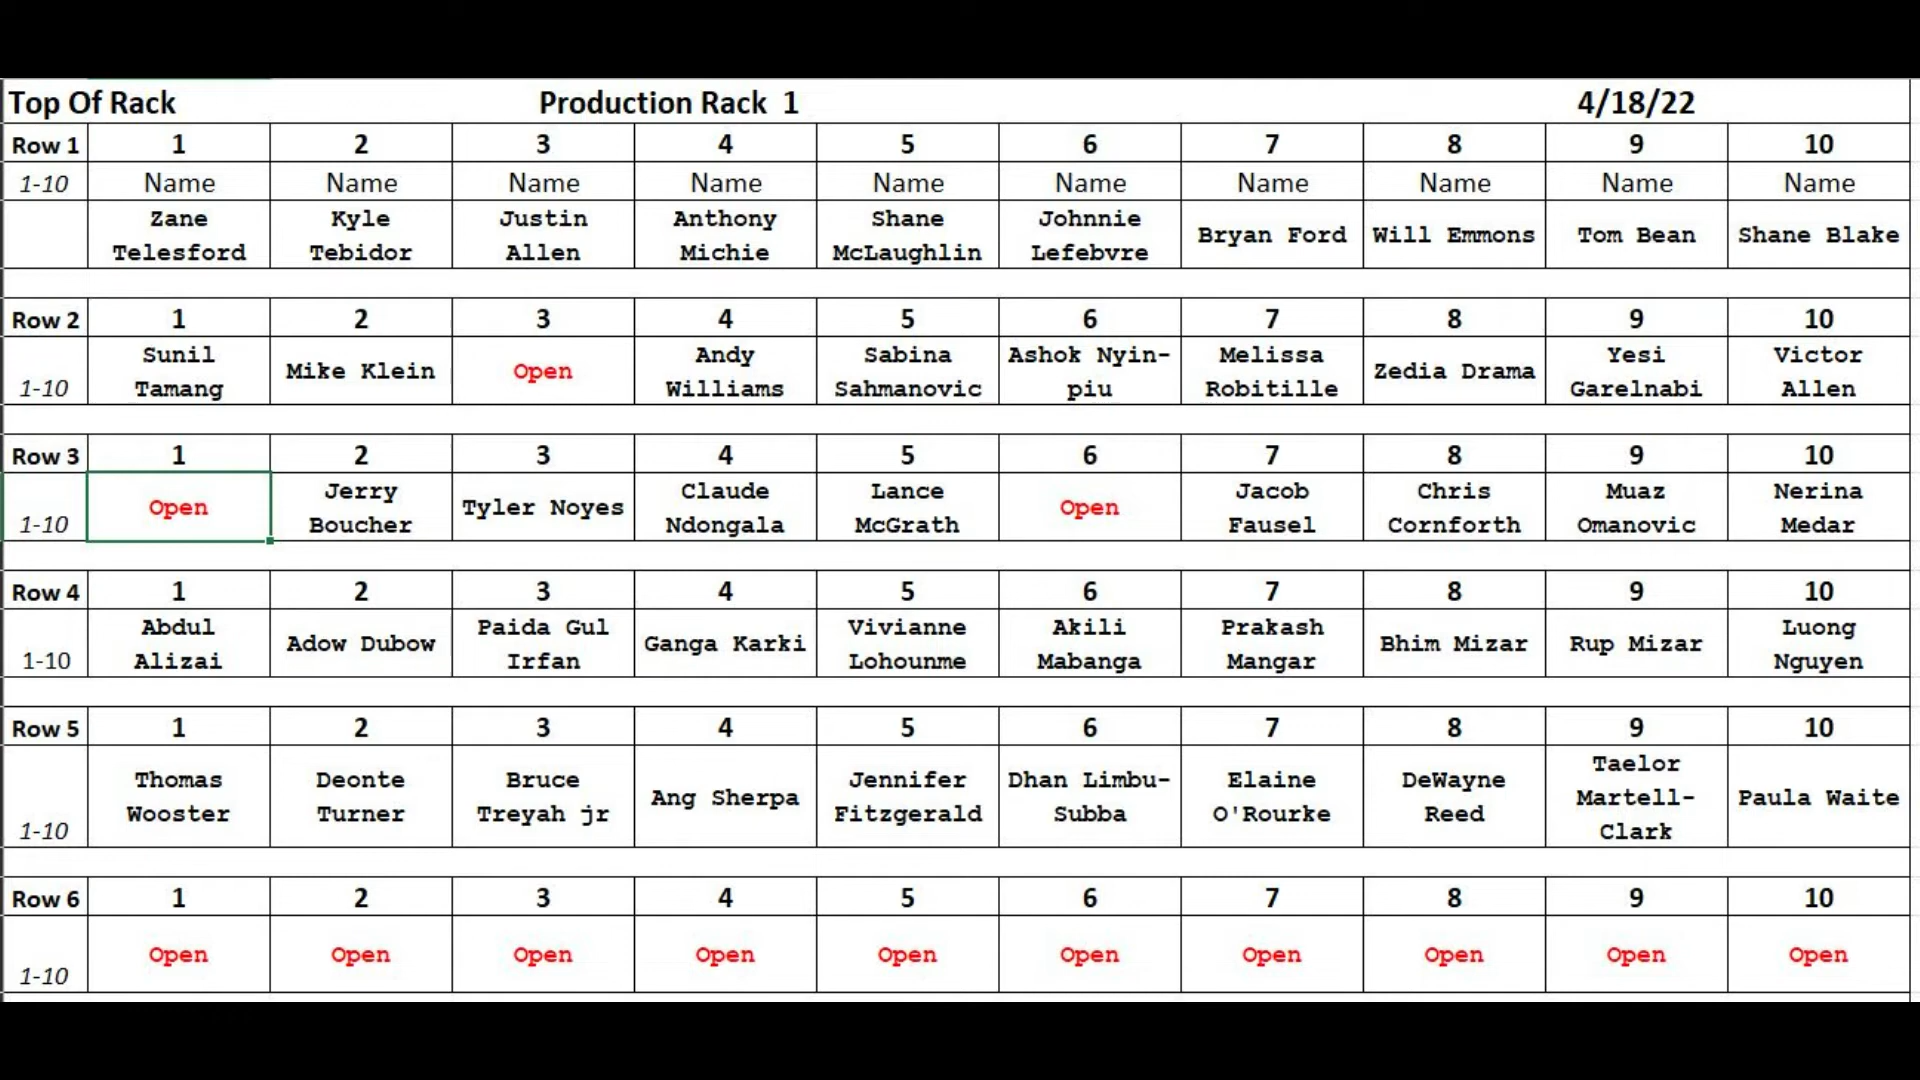 Top Of Rack Production Rack 1 4/18/22
Row 1 1 2 3 4 5 6 7 8 9 10
1-10 Name Name Name Name Name Name Name Name Name Name
Zane Telesford Kyle Tebidor Justin Allen Anthony Michie Shane McLaughlin Johnnie Lefebvre Bryan Ford Will Emmons Tom Bean Shane Blake
Row 2 1 2 3 4 5 6 7 8 9 10
1-10 Sunil Tamang Mike Klein Open Andy Williams Sabina Sahmanovic Ashok Nyin-piu Melissa Robitille Zedia Drama Yesi Garelnabi Victor Allen
Row 3 1 2 3 4 5 6 7 8 9 10
1-10 Open Jerry Boucher Tyler Noyes Claude Ndongala Lance McGrath Open Jacob Fausel Chris Cornforth Muaz Omanovic Nerina Medar
Row 4 1 2 3 4 5 6 7 8 9 10
1-10 Abdul Alizai Adow Dubow Paida Gul Irfan Ganga Karki Vivianne Lohounme Akili Mabanga Prakash Mangar Bhim Mizar Rup Mizar Luong Nguyen
Row 5 1 2 3 4 5 6 7 8 9 10
1-10 Thomas Wooster Deonte Turner Bruce Treyah jr Ang Sherpa Jennifer Fitzgerald Dhan Limbu-Subba Elaine O'Rourke DeWayne Reed Taelor Martell-Clark Paula Waite
Row 6 1 2 3 4 5 6 7 8 9 10
1-10 Open Open Open Open Open Open Open Open Open Open